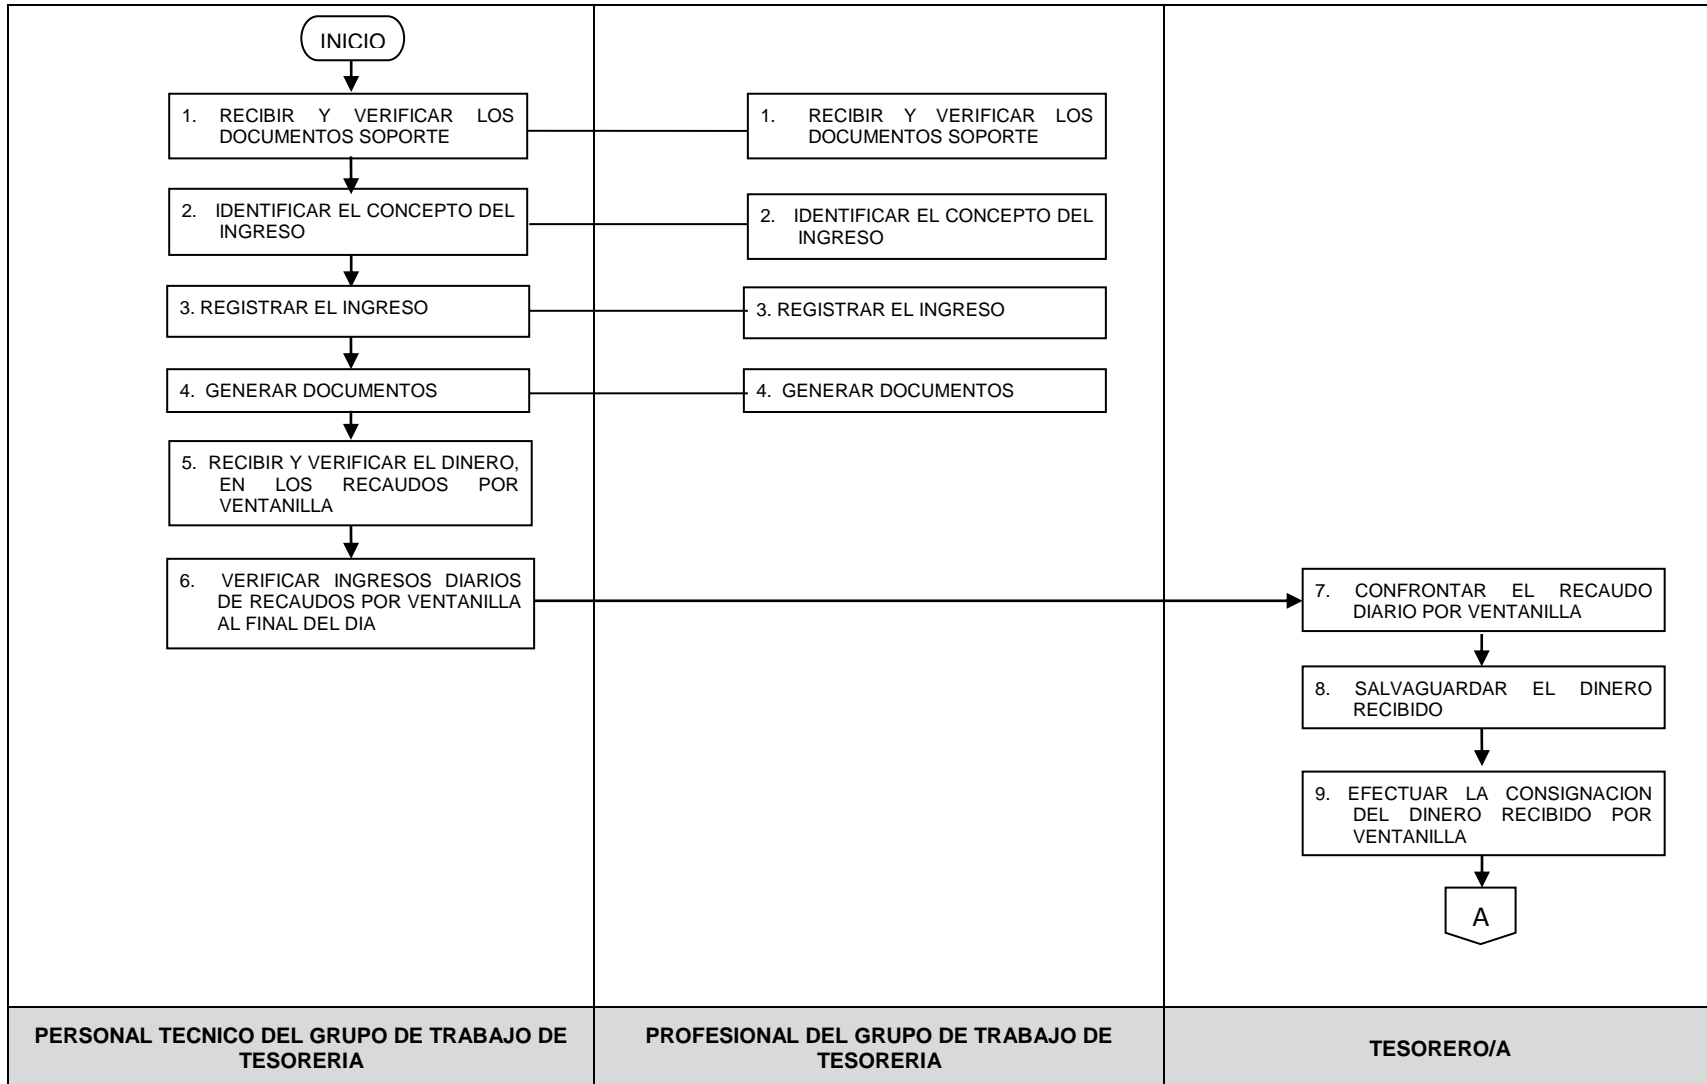 INICIO
1. RECIBIR Y VERIFICAR LOS
DOCUMENTOS SOPORTE
1. RECIBIR Y VERIFICAR LOS
DOCUMENTOS SOPORTE
2. IDENTIFICAR EL CONCEPTO DEL
INGRESO
2. IDENTIFICAR EL CONCEPTO DEL
INGRESO
3. REGISTRAR EL INGRESO
3. REGISTRAR EL INGRESO
4. GENERAR DOCUMENTOS
4. GENERAR DOCUMENTOS
5. RECIBIR Y VERIFICAR EL DINERO,
EN LOS RECAUDOS POR
VENTANILLA
6. VERIFICAR INGRESOS DIARIOS
DE RECAUDOS POR VENTANILLA
AL FINAL DEL DIA
7. CONFRONTAR EL RECAUDO
DIARIO POR VENTANILLA
8. SALVAGUARDAR EL DINERO
RECIBIDO
9. EFECTUAR LA CONSIGNACION
DEL DINERO RECIBIDO POR
VENTANILLA
A
PERSONAL TECNICO DEL GRUPO DE TRABAJO DE
TESORERIA
PROFESIONAL DEL GRUPO DE TRABAJO DE
TESORERIA
TESORERO/A